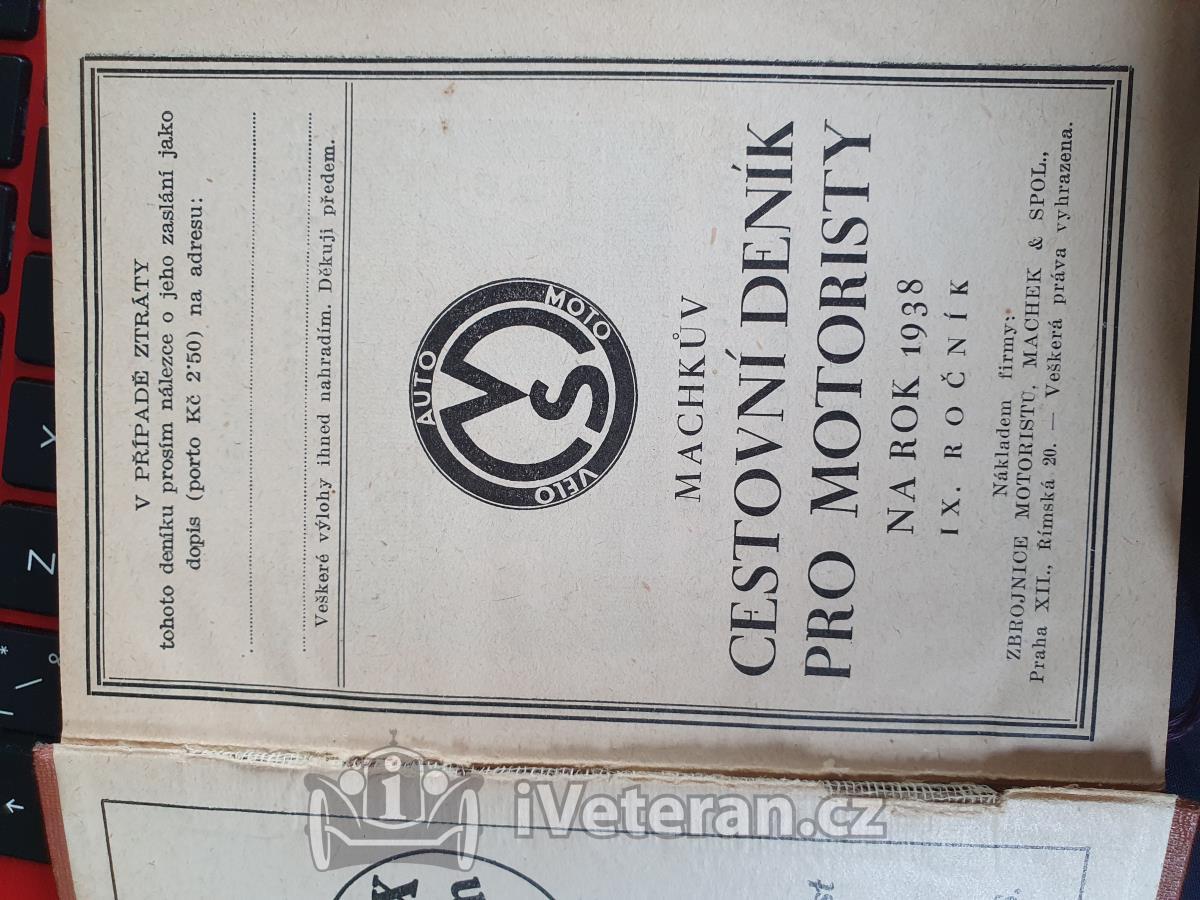 V PŘÍPADĚ ZTRÁTY
tohoto deníku prosím nálezce o jeho zaslání jako
dopis (porto Kč 2˙50) na adresu:
Veškeré výlohy ihned nahradím. Děkuji předem.
AUTO
MOTO
VELO
MACHKŮV
CESTOVNÍ DENÍK
PRO MOTORISTY
NA ROK 1938
IX. ROČNÍK
Nákladem firmy:
ZBROJNICE MOTORISTŮ, MACHEK & SPOL.,
Praha XII., Římská 20. — Veškerá práva vyhrazena.
iVeteran.cz
Y
Z